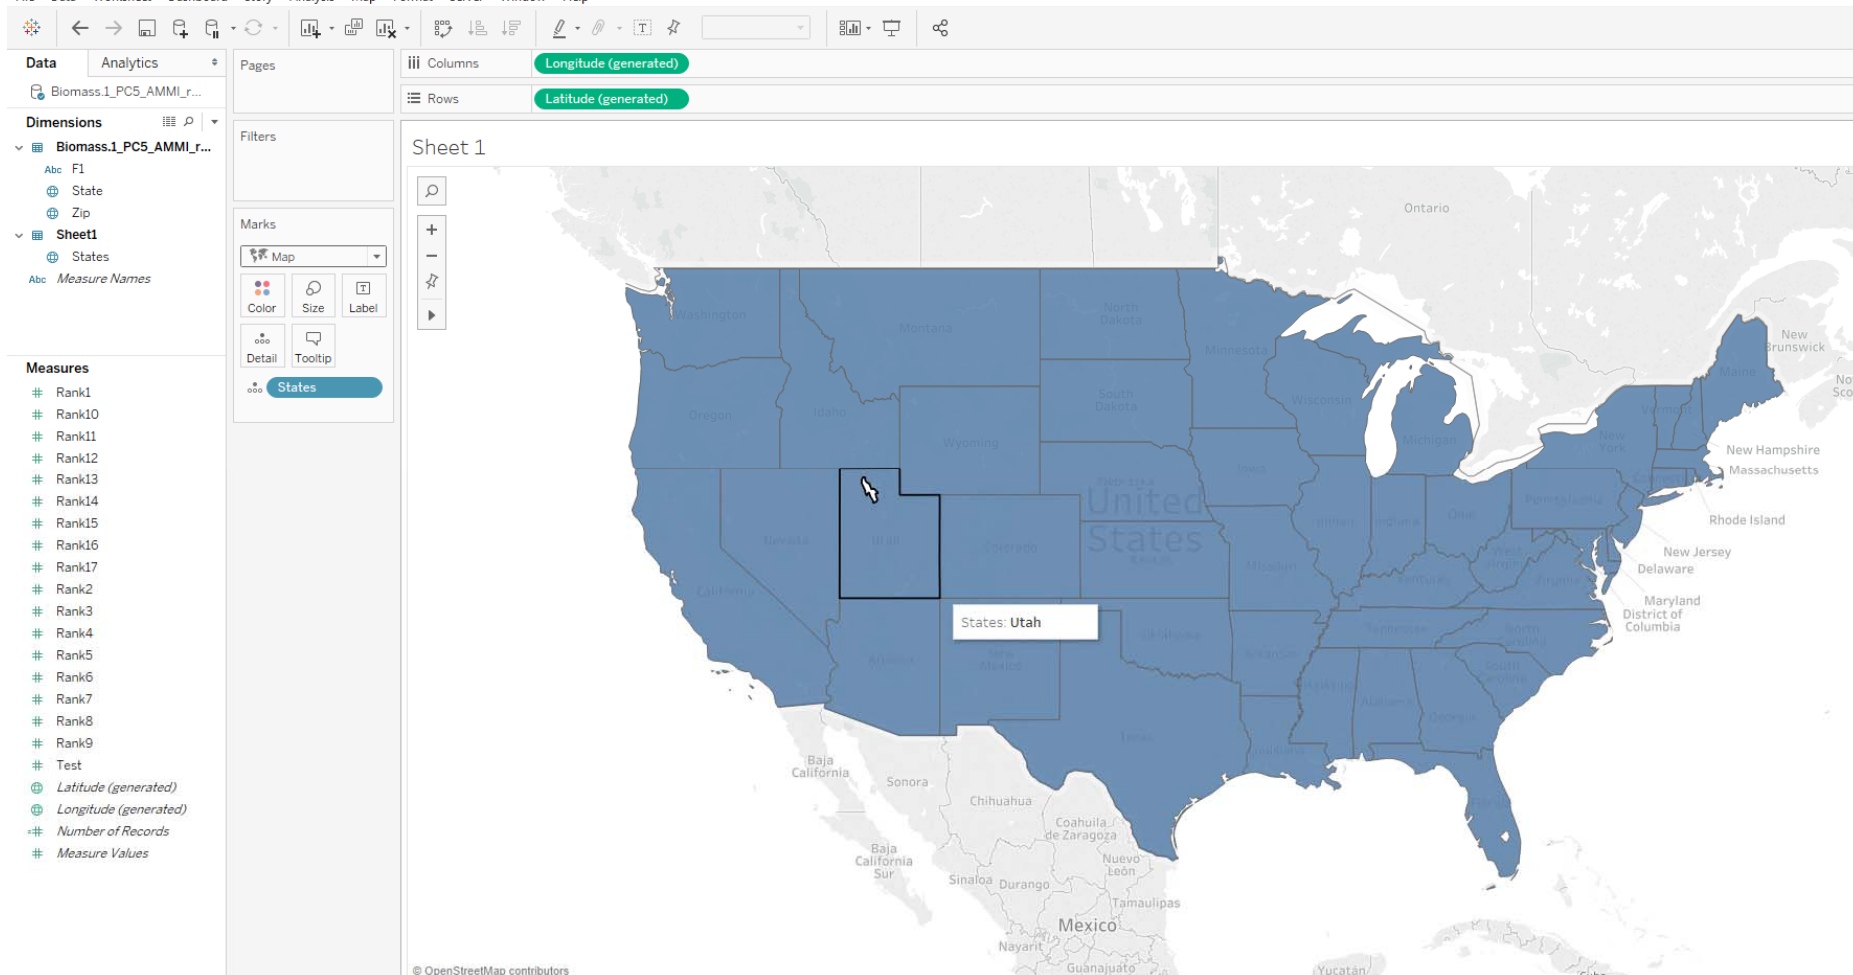 Data
Analytics
Biomass.1_PC5_AMMI_r...
Dimensions
Biomass.1_PC5_AMMI_r...
Abc F1
State
Zip
Sheet1
States
Abc Measure Names
Measures
Rank1
Rank10
Rank11
Rank12
Rank13
Rank14
Rank15
Rank16
Rank17
Rank2
Rank3
Rank4
Rank5
Rank6
Rank7
Rank8
Rank9
Test
Latitude (generated)
Longitude (generated)
Number of Records
Measure Values
Pages
Filters
Marks
Map
Color
Size
Label
Detail
Tooltip
States
Columns
Longitude (generated)
Rows
Latitude (generated)
Sheet 1
Ontario
Washington
Montana
North
Dakota
Minnesota
New
Brunswick
Maine
Oregon
Idaho
South
Dakota
Wisconsin
Vermont
Wyoming
Michigan
New
York
New Hampshire
Massachusetts
Iowa
Nebraska
United
States
Pennsylvania
Rhode Island
Nevada
Utah
Colorado
Illinois
Indiana
Ohio
New Jersey
Delaware
West
Virginia
Kansas
Missouri
Kentucky
Virginia
California
Maryland
District of
Columbia
States: Utah
Oklahoma
Tennessee
North
Carolina
Arizona
New
Mexico
Arkansas
South
Carolina
Alabama
Georgia
Texas
Louisiana
Baja
California
Sonora
Chihuahua
Florida
Coahuila
de Zaragoza
Baja
California
Sur
Nuevo
León
Sinaloa
Durango
Tamaulipas
Mexico
Nayarit
Guanajuato
Yucatán
© OpenStreetMap contributors